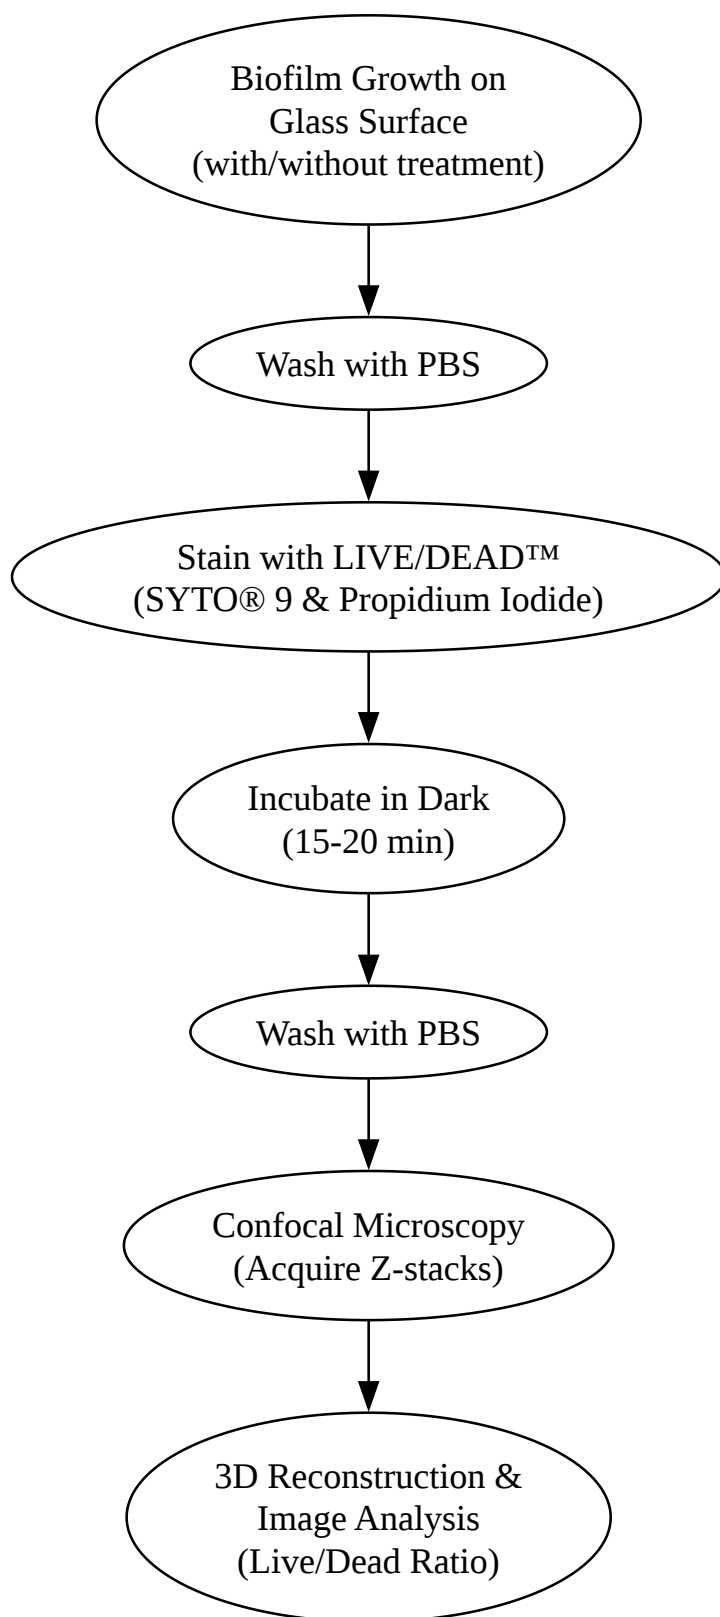 Biofilm Growth on
Glass Surface
(with/without treatment)
Wash with PBS
Stain with LIVE/DEAD™
(SYTO® 9 & Propidium Iodide)
Incubate in Dark
(15-20 min)
Wash with PBS
Confocal Microscopy
(Acquire Z-stacks)
3D Reconstruction &
Image Analysis
(Live/Dead Ratio)